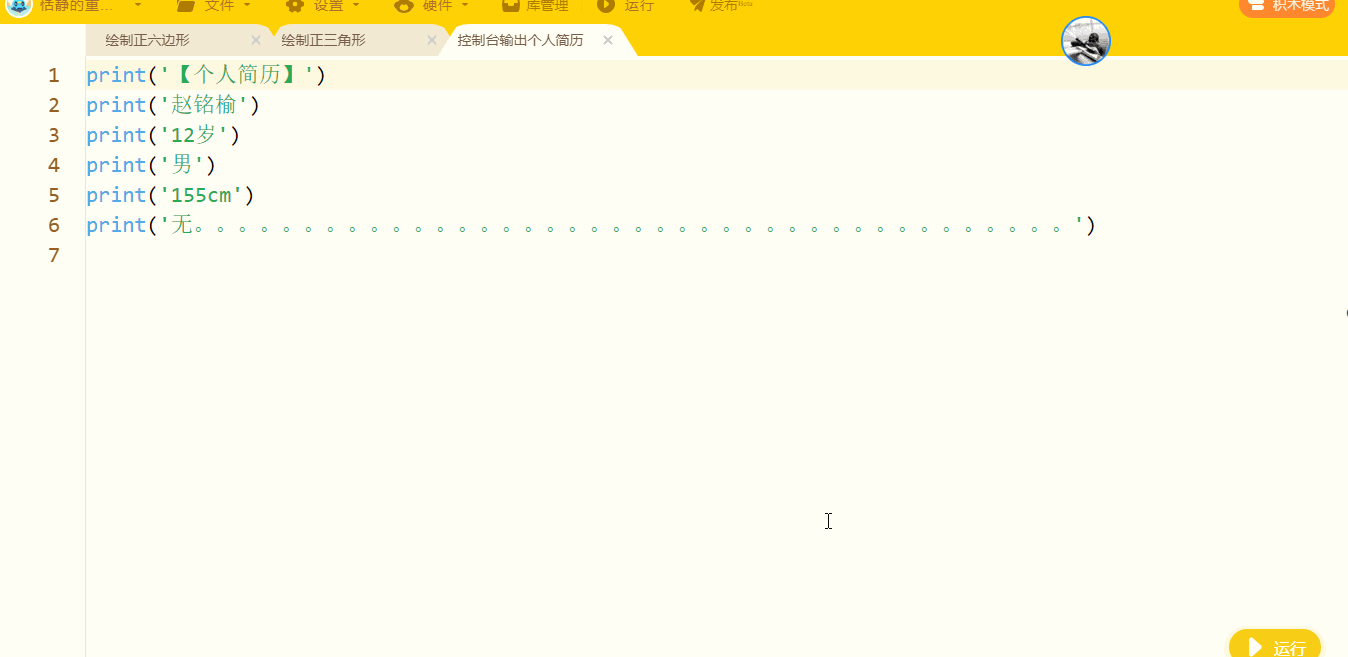 恬静的重... 文件 设置 硬件 库管理 运行 发布Beta 积木模式
绘制正六边形 绘制正三角形 控制台输出个人简历
1 print('【个人简历】')
2 print('赵铭榆')
3 print('12岁')
4 print('男')
5 print('155cm')
6 print('无。。。。。。。。。。。。。。。。。。。。。。。。。。。。。。。。。。。。。。。。')
7
运行